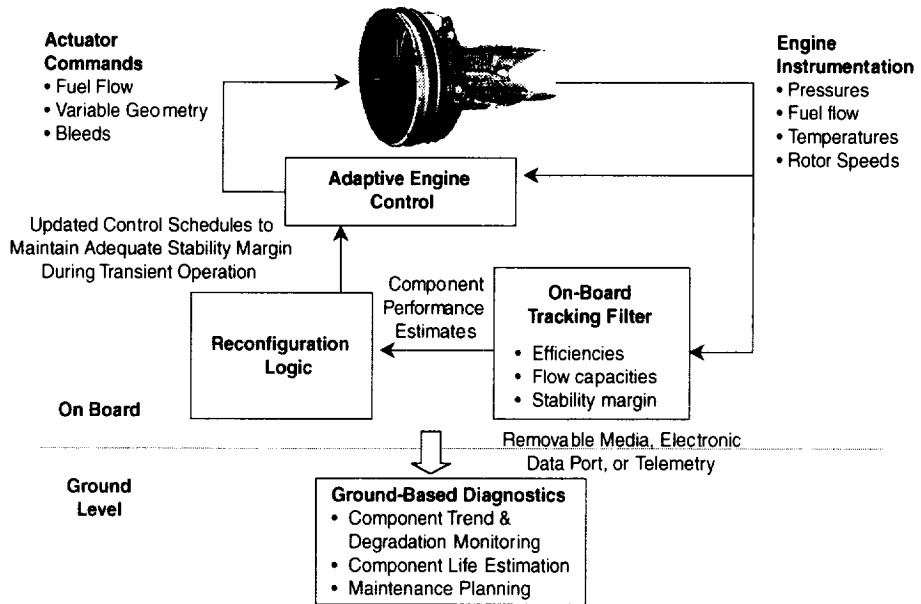 Actuator
Commands
• Fuel Flow
• Variable Geometry
• Bleeds
Engine
Instrumentation
• Pressures
• Fuel flow
• Temperatures
• Rotor Speeds
Adaptive Engine
Control
Updated Control Schedules to
Maintain Adequate Stability Margin
During Transient Operation
Component
Performance
Estimates
On-Board
Tracking Filter
• Efficiencies
• Flow capacities
• Stability margin
Reconfiguration
Logic
On Board
Removable Media, Electronic
Data Port, or Telemetry
Ground
Level
Ground-Based Diagnostics
• Component Trend &
Degradation Monitoring
• Component Life Estimation
• Maintenance Planning